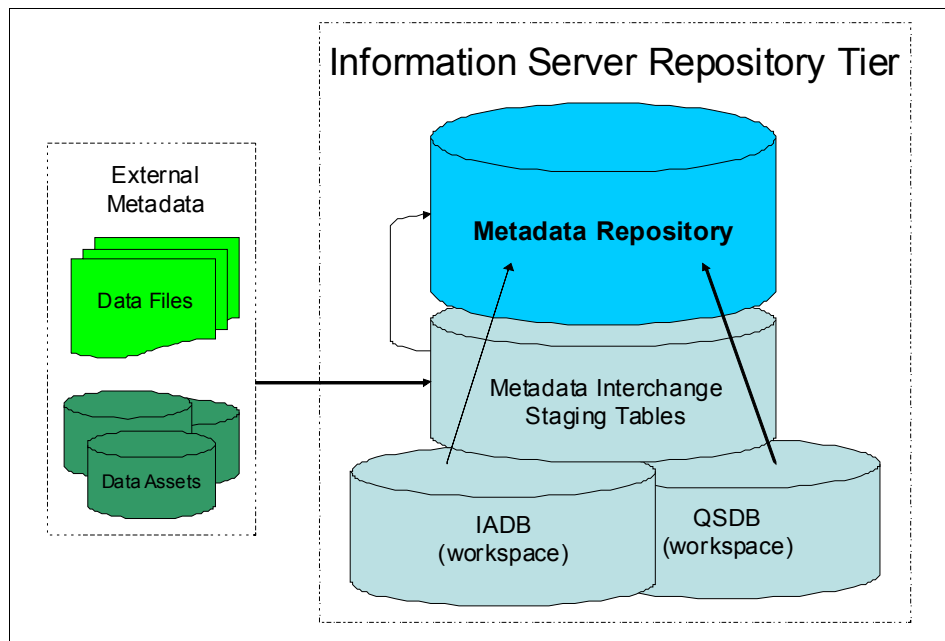 Information Server Repository Tier
External
Metadata
Data Files
Data Assets
Metadata Repository
Metadata Interchange
Staging Tables
IADB
(workspace)
QSDB
(workspace)